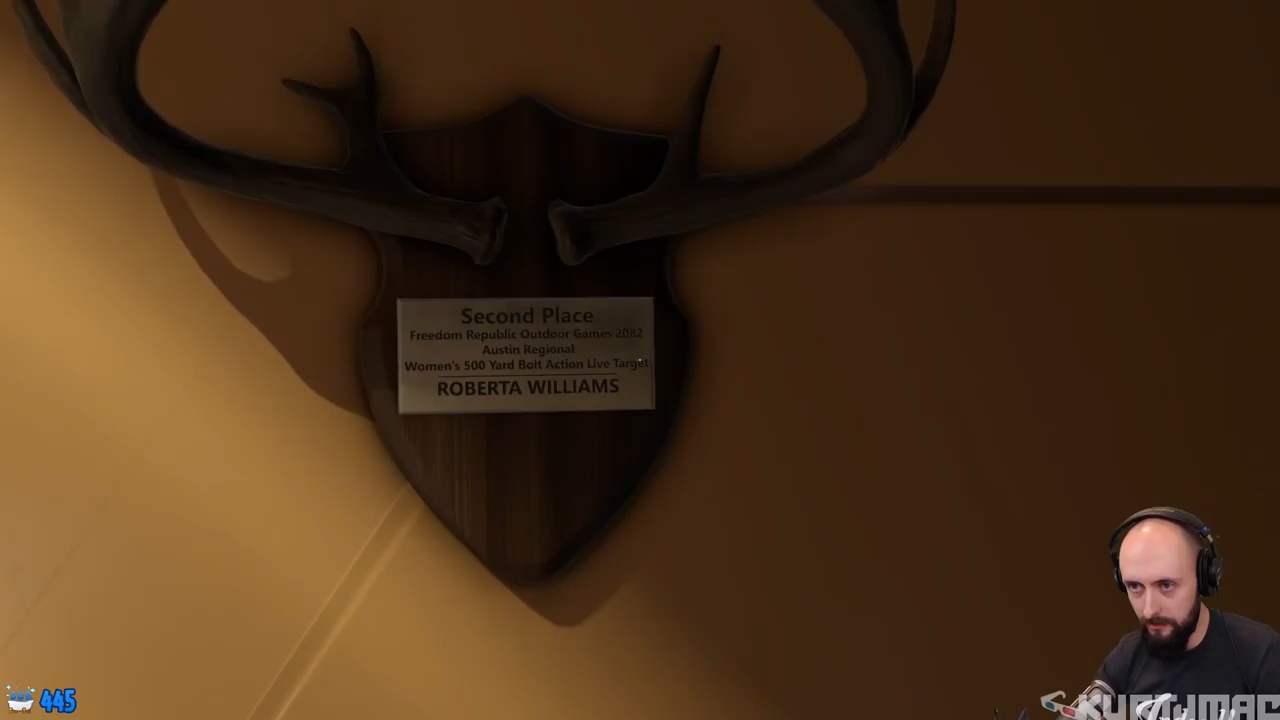 Second Place
Freedom Republic Outdoor Games 2082
Austin Regional
Women's 500 Yard Bolt Action Live Target
ROBERTA WILLIAMS
445